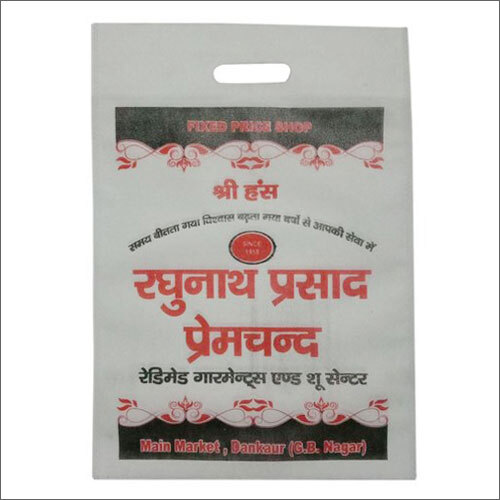 FIXED PRICE SHOP
श्री हंस
समय बीतता गया विश्वास बढ़ता गया वर्षो से आपकी सेवा में
SINCE
रघुनाथ प्रसाद
प्रेमचन्द
रेडिमेड गारमेन्ट्स एण्ड शू सेन्टर
Main Market , Dankaur (G.B. Nagar)